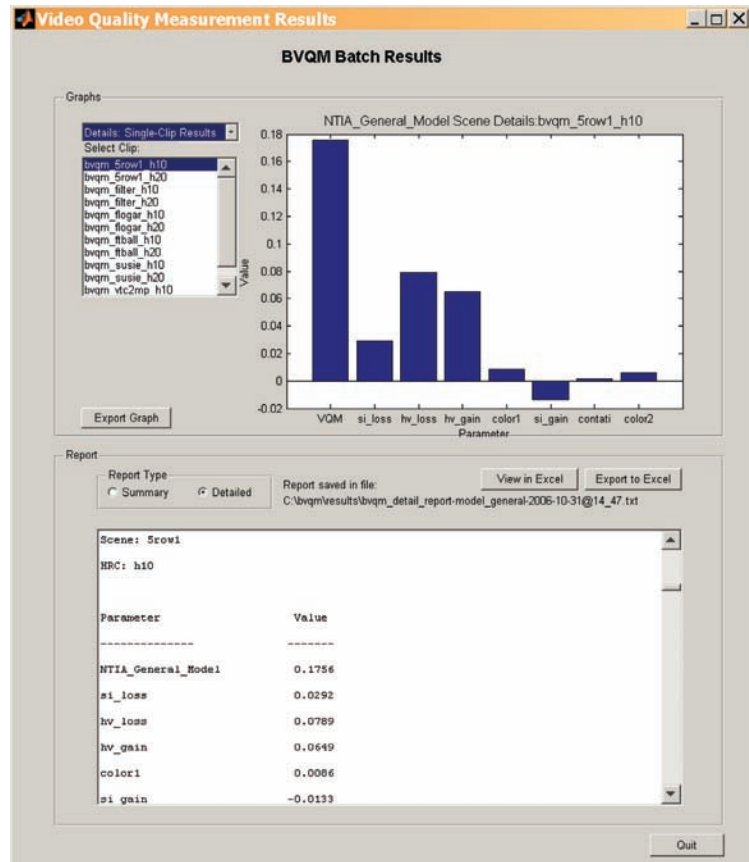 Video Quality Measurement Results
BVQM Batch Results
Graphs
Details: Single-Clip Results
Select Clip:
bvqm_5row1_h10
bvqm_5row1_h20
bvqm_filter_h10
bvqm_filter_h20
bvqm_flogar_h10
bvqm_flogar_h20
bvqm_ftball_h10
bvqm_ftball_h20
bvqm_susie_h10
bvqm_susie_h20
bvqm_vtc2mp_h10
Export Graph
NTIA_General_Model Scene Details:bvqm_5row1_h10
Value
0.18
0.16
0.14
0.12
0.1
0.08
0.06
0.04
0.02
0
-0.02
VQM si_loss hv_loss hv_gain color1 si_gain contati color2
Parameter
Report
Report Type
Summary Detailed
Report saved in file:
View in Excel Export to Excel
C:\bvqm\results\bvqm_detail_report-model_general-2006-10-31@14_47.txt
Scene: 5row1
HRC: h10
Parameter Value
-------------- -------
NTIA_General_Model 0.1756
si_loss 0.0292
hv_loss 0.0789
hv_gain 0.0649
color1 0.0086
si_gain -0.0133
Quit